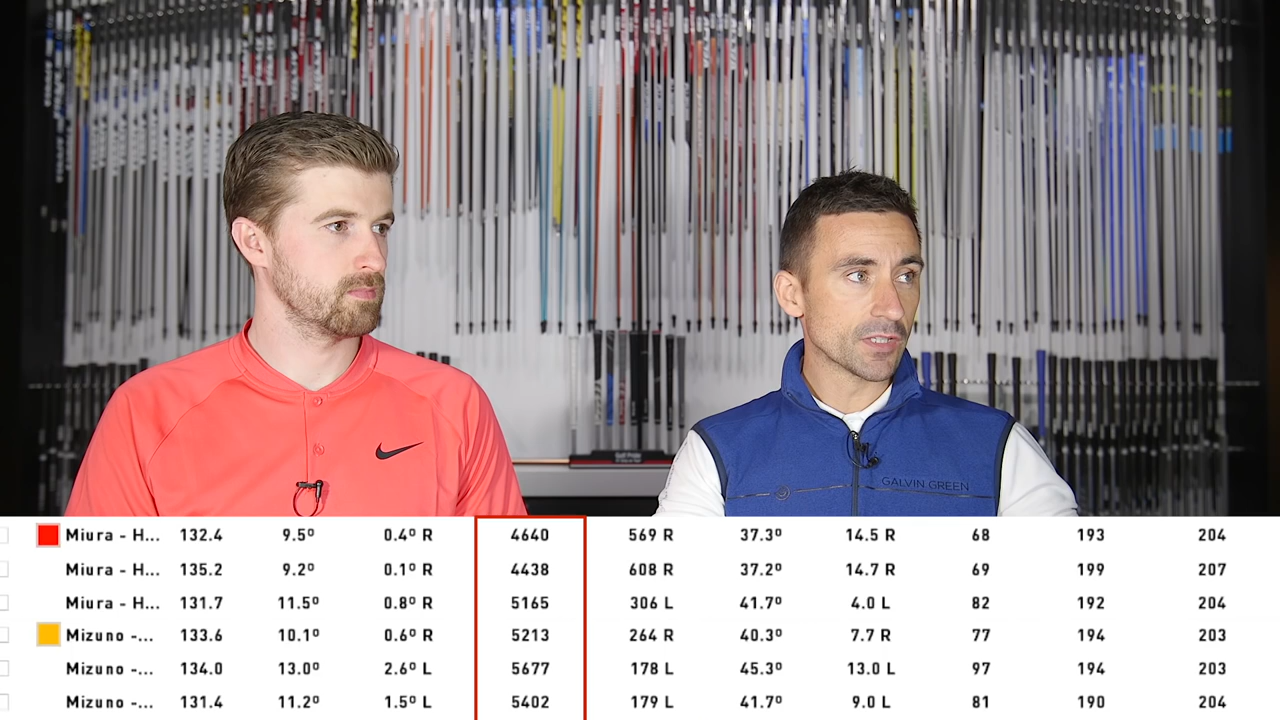 GALVIN GREEN
Miura - H... 132.4 9.5º 0.4º R 4640 569 R 37.3º 14.5 R 68 193 204
Miura - H... 135.2 9.2º 0.1º R 4438 608 R 37.2º 14.7 R 69 199 207
Miura - H... 131.7 11.5º 0.8º R 5165 306 L 41.7º 4.0 L 82 192 204
Mizuno -... 133.6 10.1º 0.6º R 5213 264 R 40.3º 7.7 R 77 194 203
Mizuno -... 134.0 13.0º 2.6º L 5677 178 L 45.3º 13.0 L 97 194 203
Mizuno -... 131.4 11.2º 1.5º L 5402 179 L 41.7º 9.0 L 81 190 204